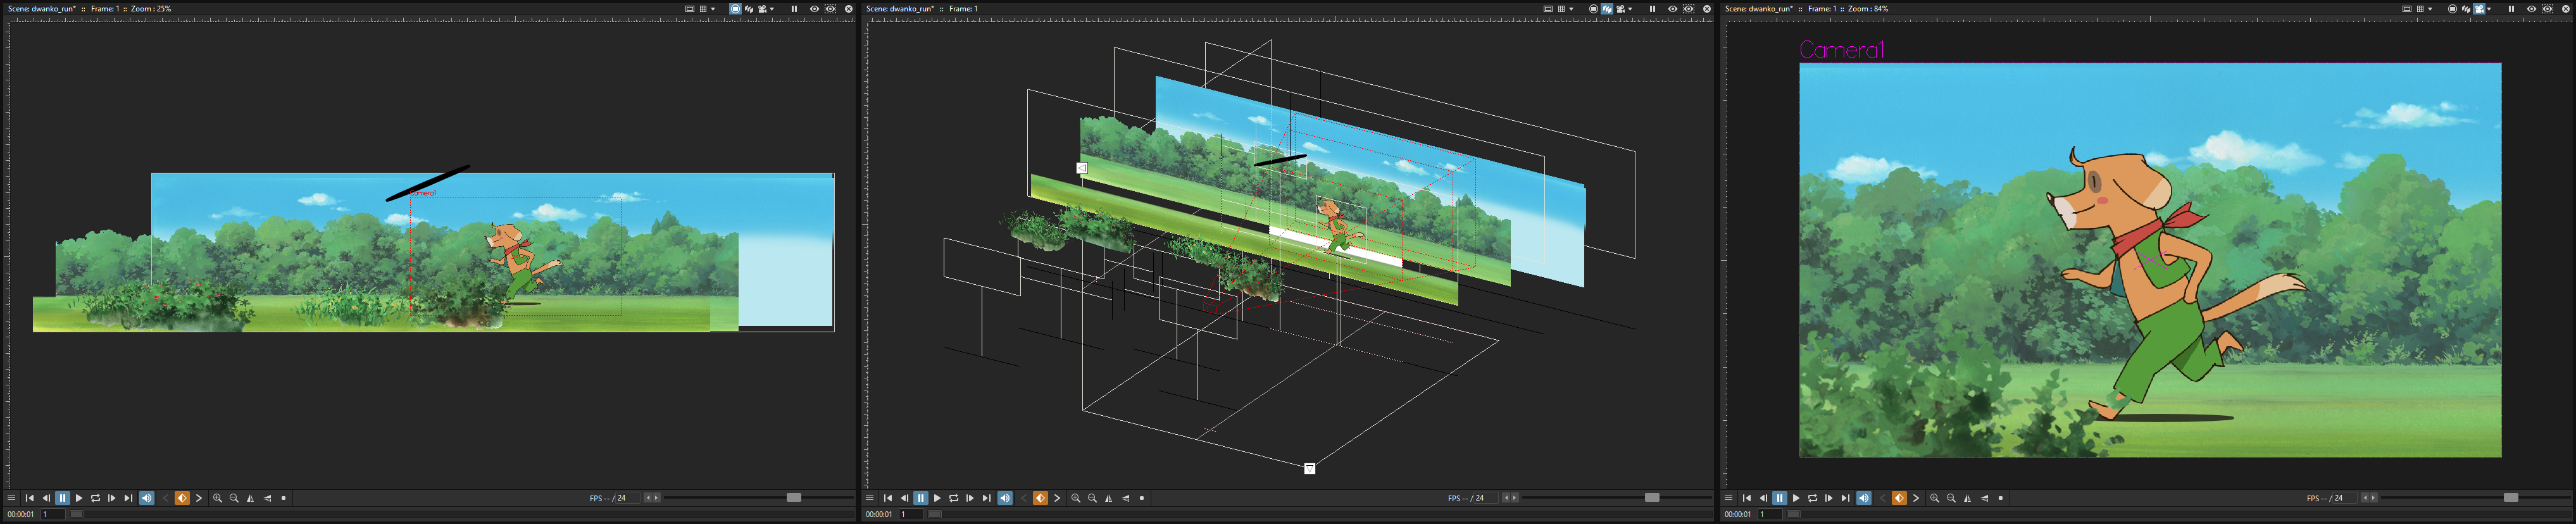 Scene: dwanko_run* :: Frame: 1 :: Zoom : 25%
Camera1
FPS -- / 24
00:00:01 1
Scene: dwanko_run* :: Frame: 1
FPS -- / 24
00:00:01 1
Scene: dwanko_run* :: Frame: 1 :: Zoom : 84%
Camera1
FPS -- / 24
00:00:01 1